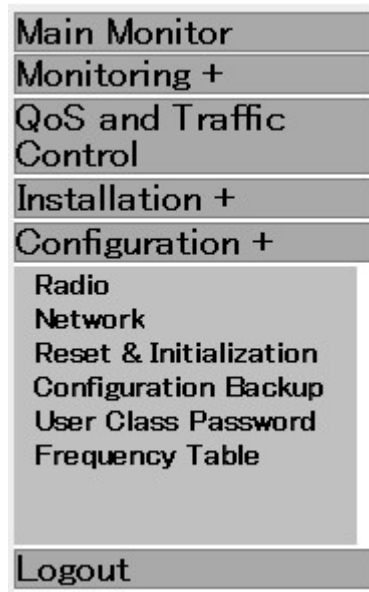 Main Monitor
Monitoring +
QoS and Traffic
Control
Installation +
Configuration +
Radio
Network
Reset & Initialization
Configuration Backup
User Class Password
Frequency Table
Logout